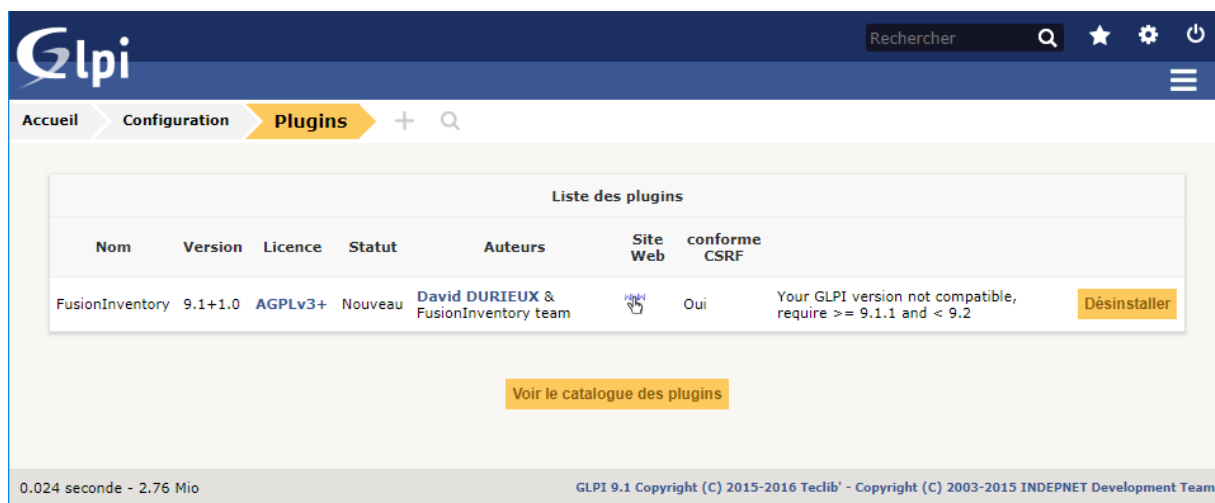 Glpi
Rechercher
Accueil Configuration Plugins
Liste des plugins
Nom Version Licence Statut Auteurs Site Web conforme CSRF
FusionInventory 9.1+1.0 AGPLv3+ Nouveau David DURIEUX & FusionInventory team Oui Your GLPI version not compatible, require >= 9.1.1 and < 9.2 Désinstaller
Voir le catalogue des plugins
0.024 seconde - 2.76 Mio GLPI 9.1 Copyright (C) 2015-2016 Teclib' - Copyright (C) 2003-2015 INDEPNET Development Team